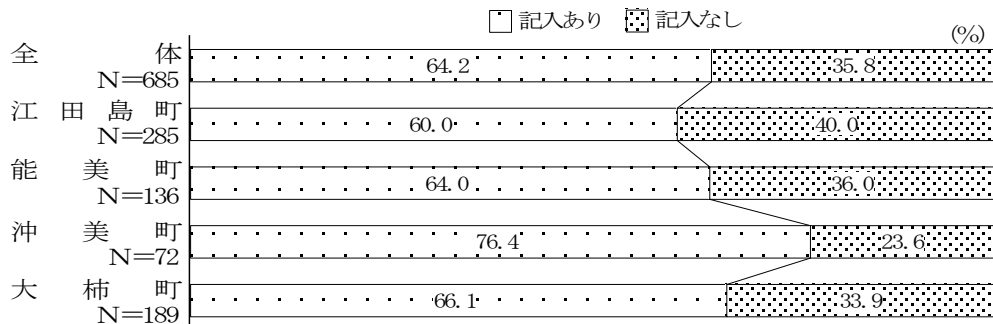 記入あり 記入なし
(%)
全体
N=685
64.2 35.8
江田島町
N=285
60.0 40.0
能美町
N=136
64.0 36.0
沖美町
N=72
76.4 23.6
大柿町
N=189
66.1 33.9